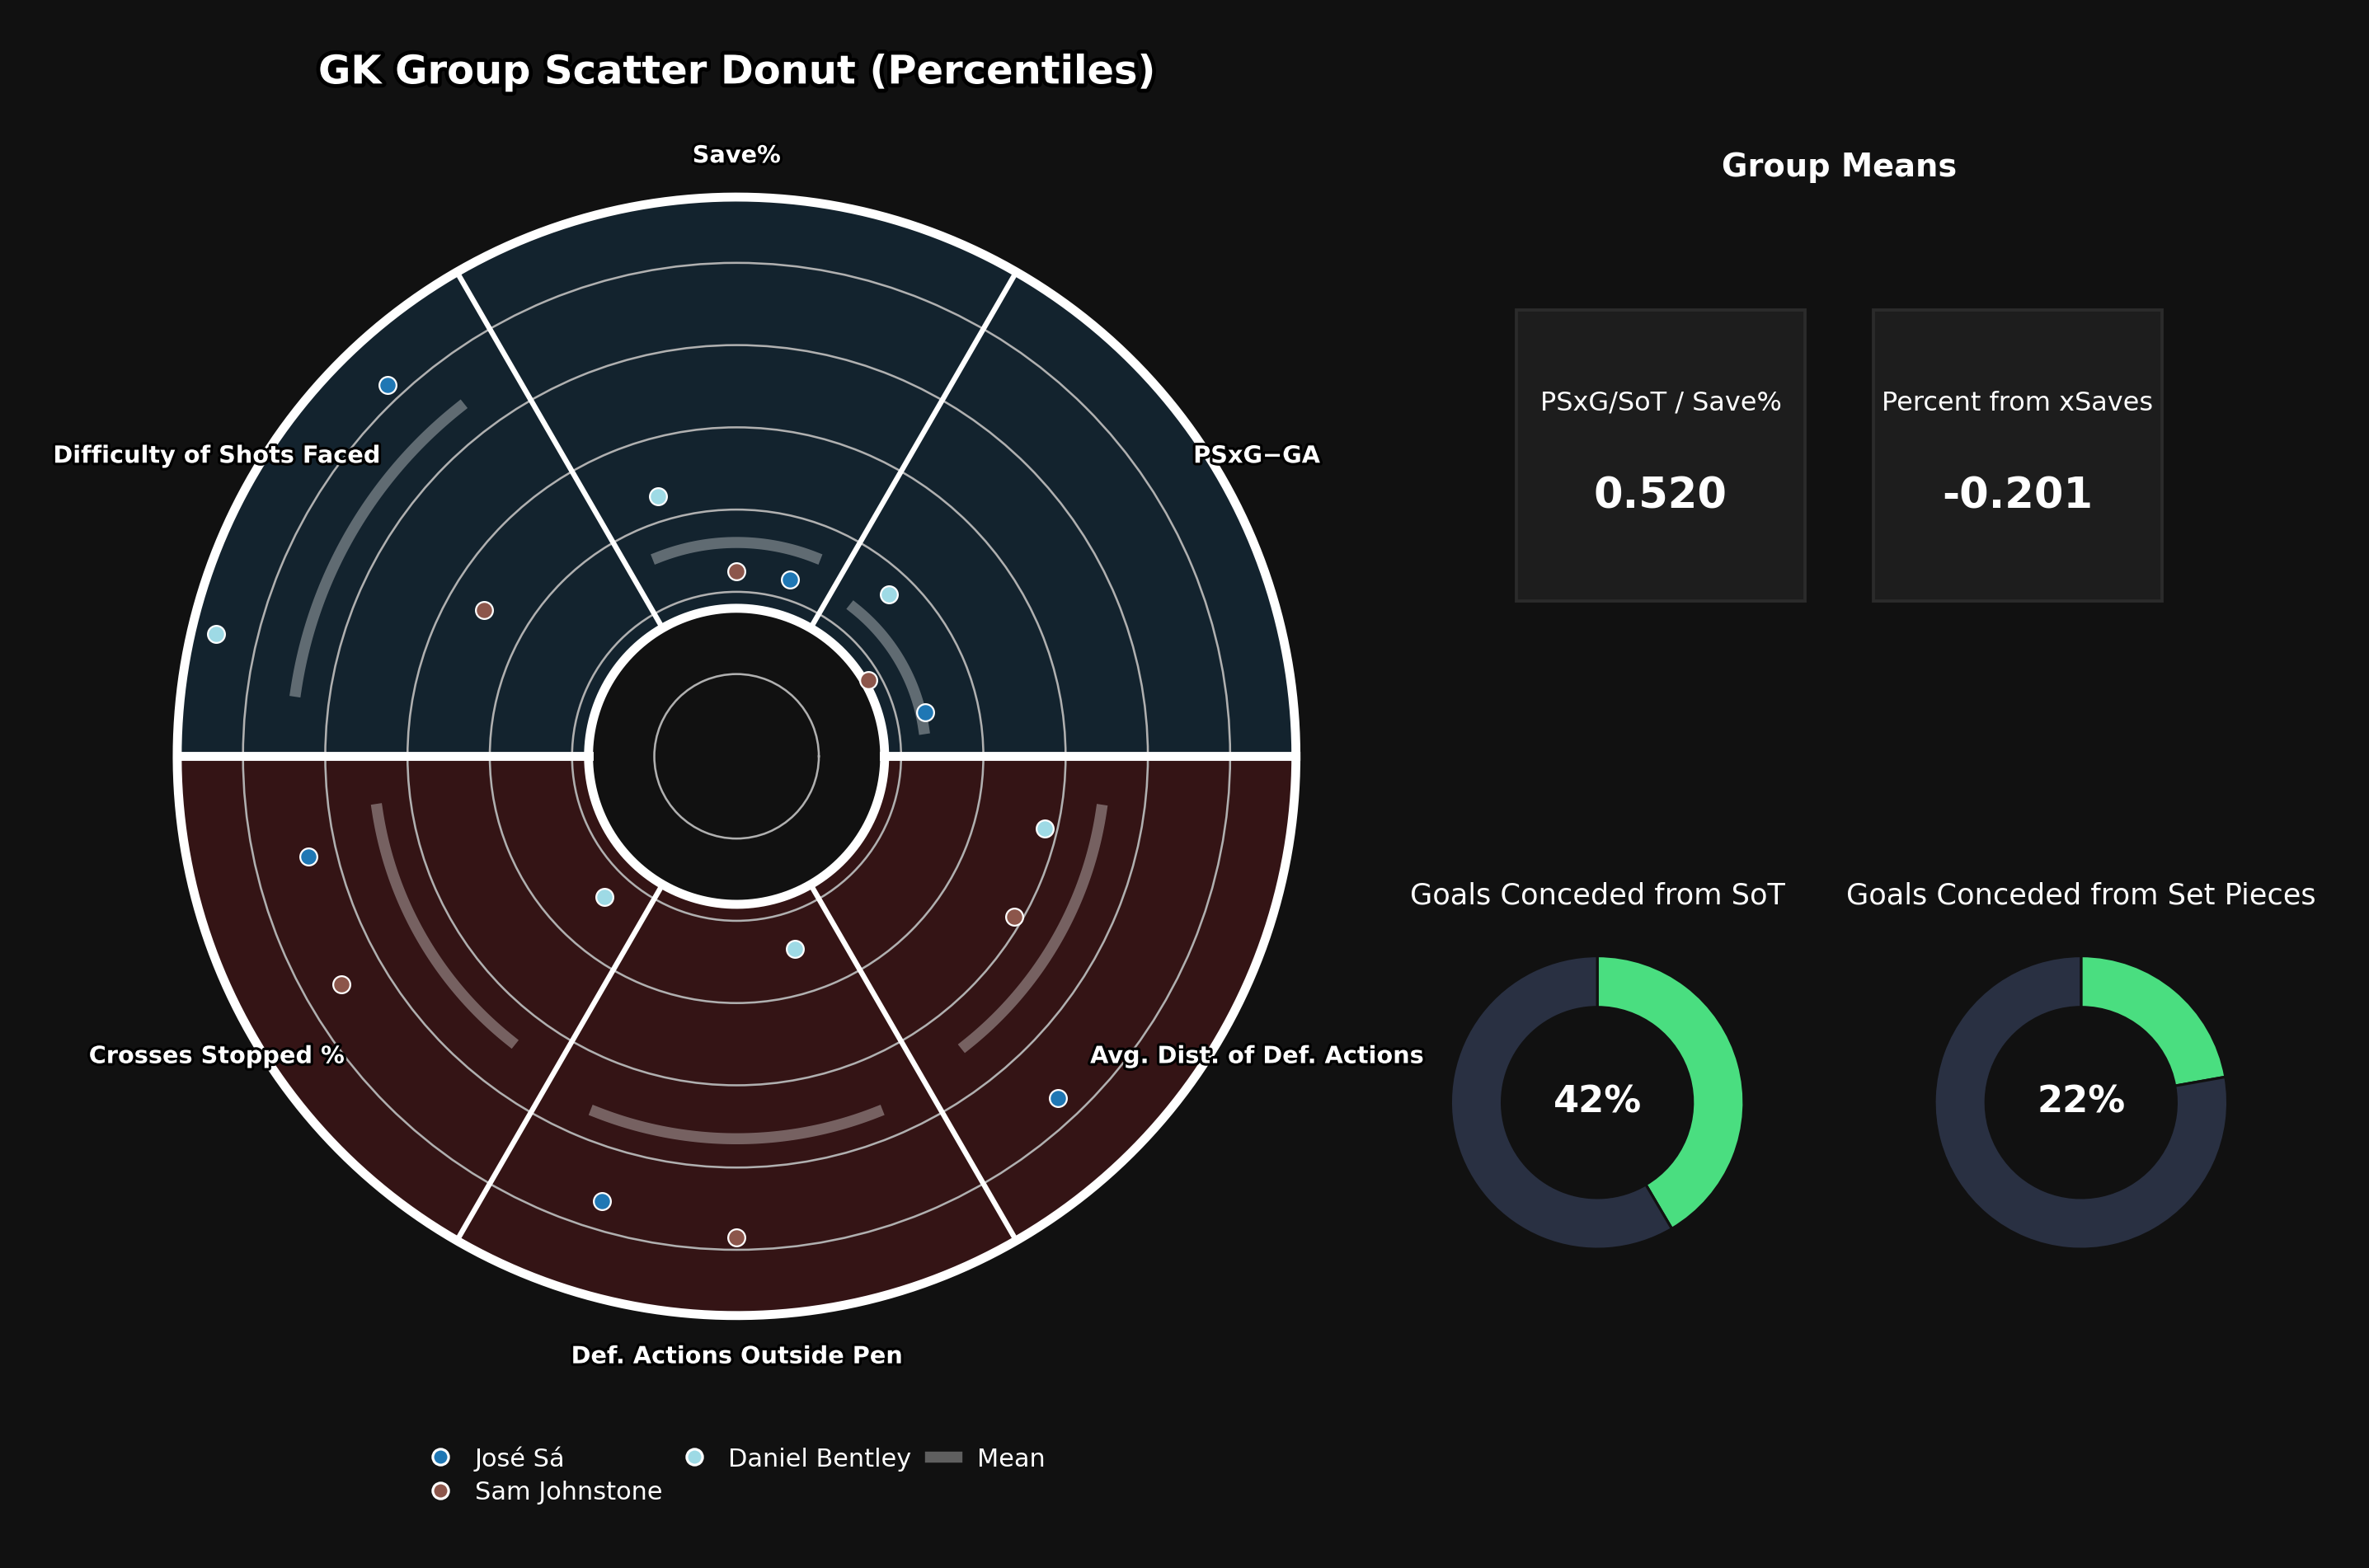 GK Group Scatter Donut (Percentiles)
Save%
Group Means
PSxG/SoT / Save%
Percent from xSaves
Difficulty of Shots Faced
PSxG−GA
0.520
-0.201
Goals Conceded from SoT
Goals Conceded from Set Pieces
Crosses Stopped %
Avg. Dist. of Def. Actions
42%
22%
Def. Actions Outside Pen
José Sá
Daniel Bentley
Mean
Sam Johnstone